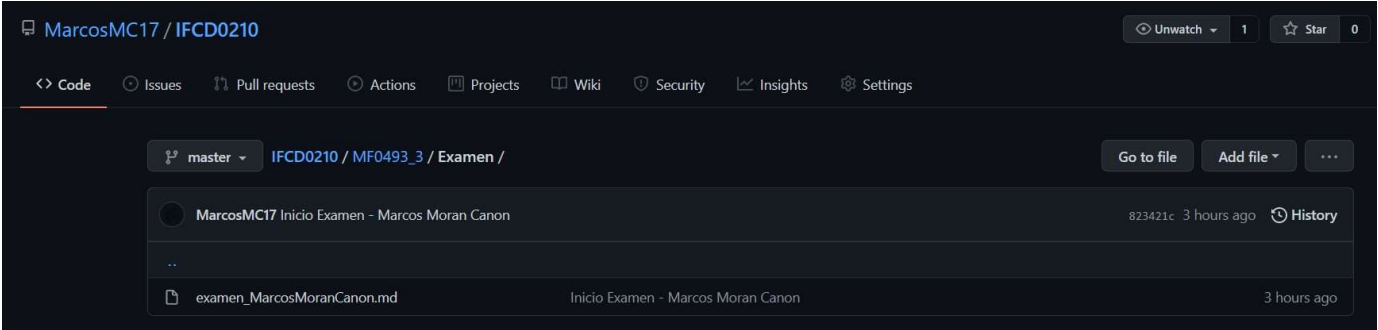 MarcosMC17 / IFCD0210 Unwatch 1 Star 0
<> Code Issues Pull requests Actions Projects Wiki Security Insights Settings
master IFCD0210 / MF0493_3 / Examen / Go to file Add file ...
MarcosMC17 Inicio Examen - Marcos Moran Canon 823421c 3 hours ago History
..
examen_MarcosMoranCanon.md Inicio Examen - Marcos Moran Canon 3 hours ago